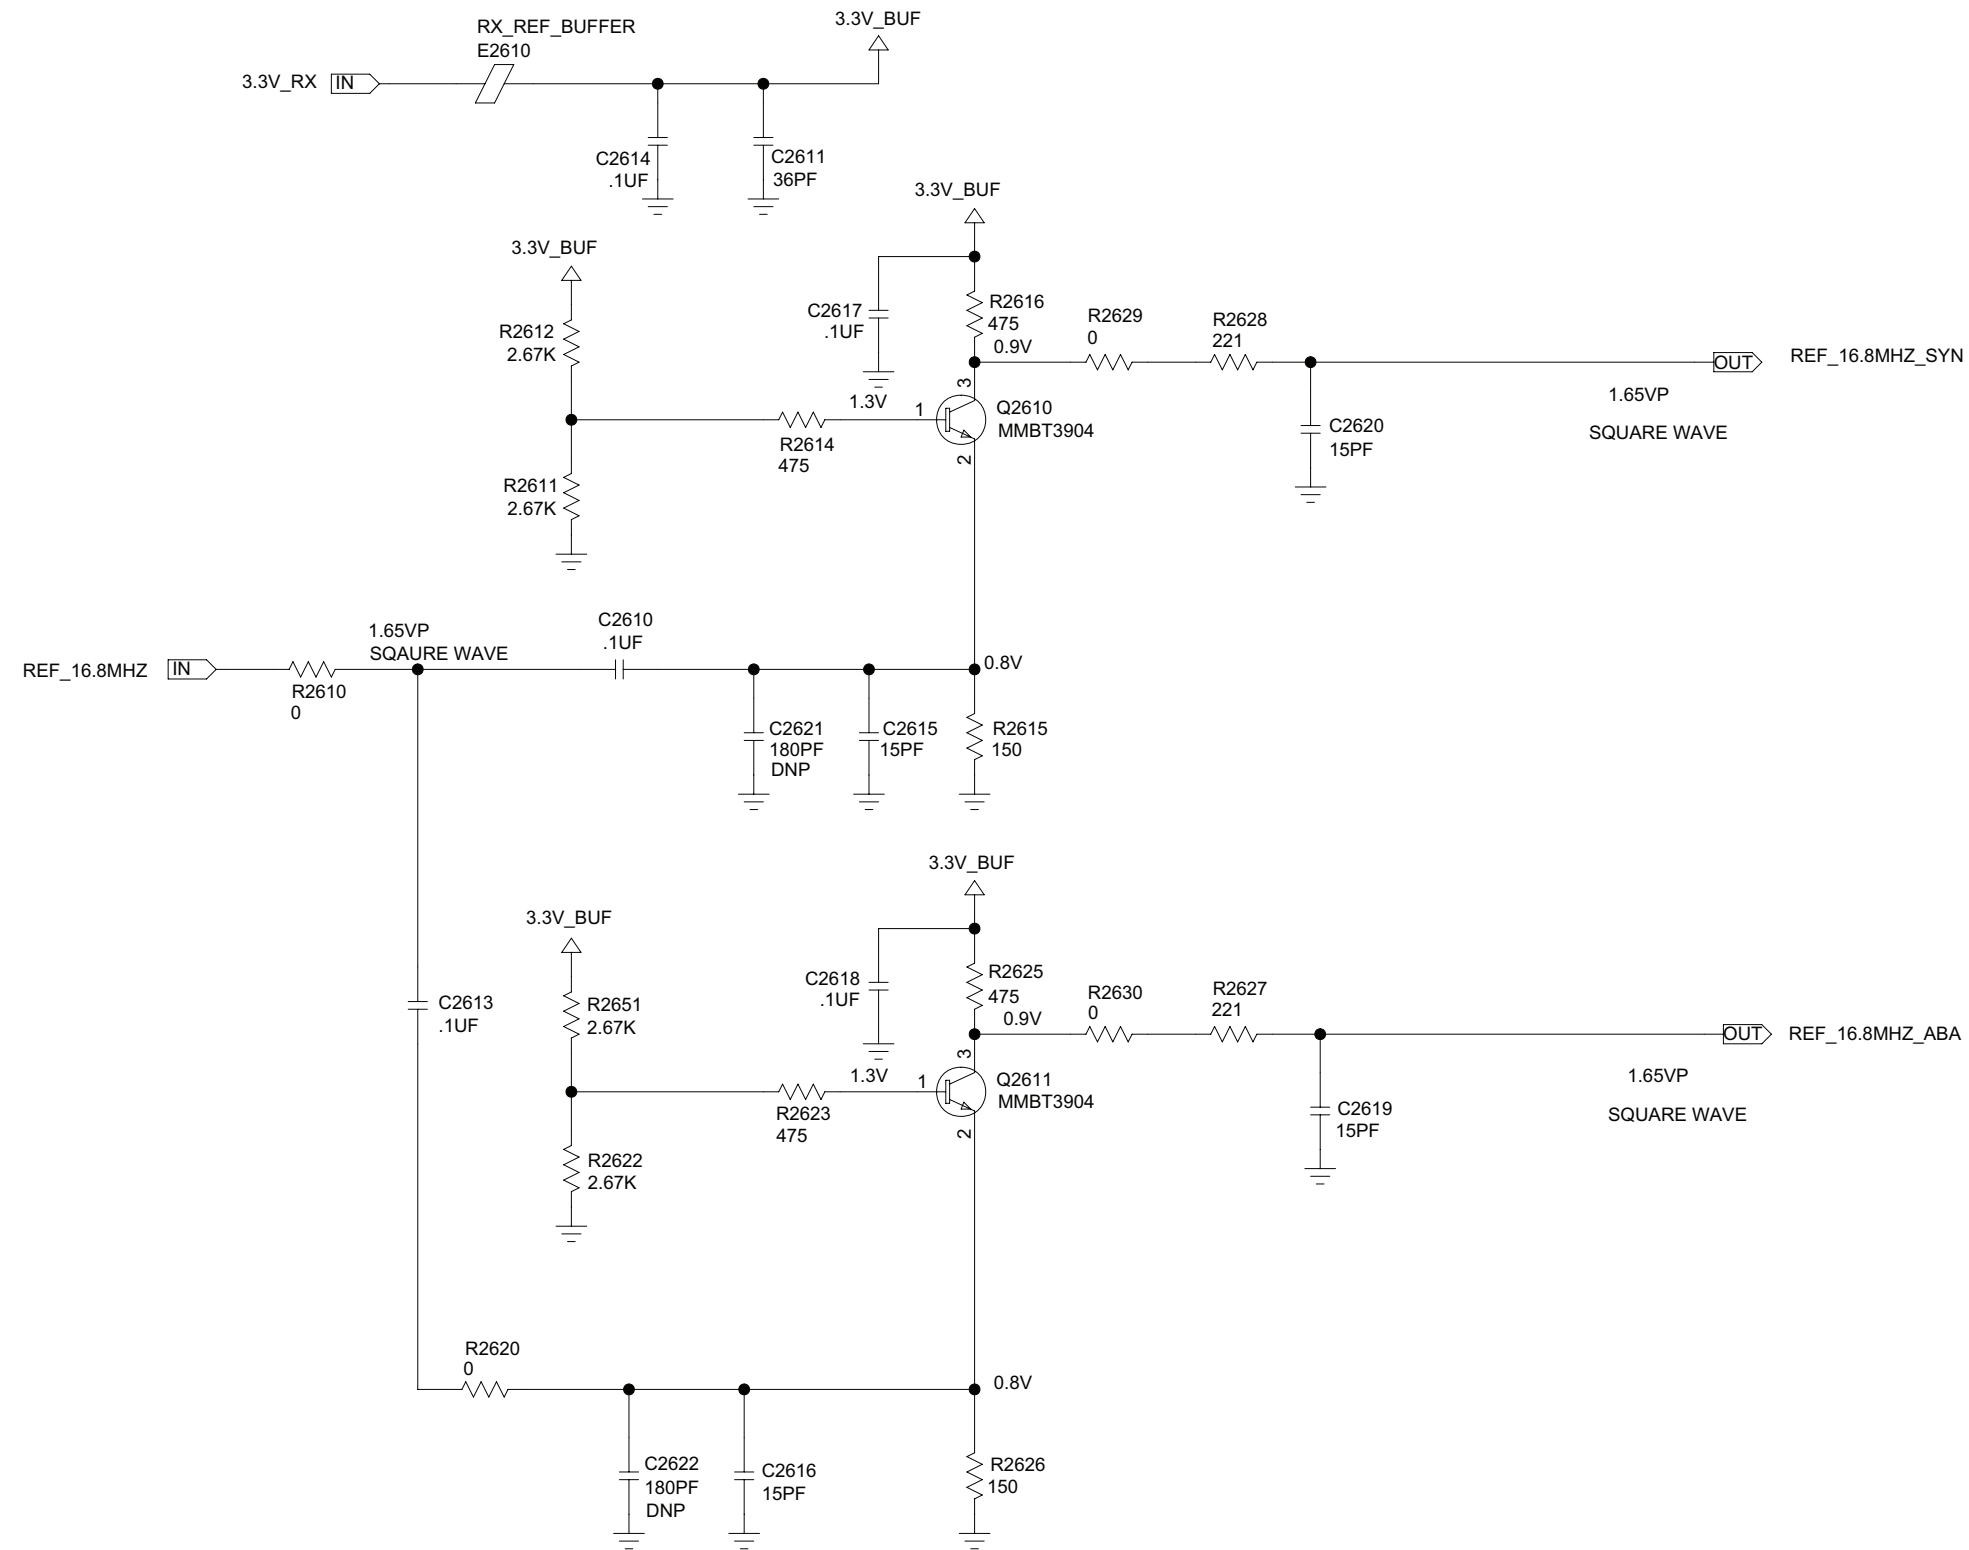 RX_REF_BUFFER
E2610
3.3V_BUF
3.3V_RX
IN
C2614
.1UF
C2611
36PF
3.3V_BUF
3.3V_BUF
R2612
2.67K
C2617
.1UF
R2616
475
0.9V
R2629
0
R2628
221
OUT
REF_16.8MHZ_SYN
1.65VP
SQUARE WAVE
1.3V
1
3
2
Q2610
MMBT3904
R2614
475
C2620
15PF
R2611
2.67K
REF_16.8MHZ
IN
R2610
0
1.65VP
SQAURE WAVE
C2610
.1UF
0.8V
C2621
180PF
DNP
C2615
15PF
R2615
150
3.3V_BUF
3.3V_BUF
C2613
.1UF
R2651
2.67K
C2618
.1UF
R2625
475
0.9V
R2630
0
R2627
221
OUT
REF_16.8MHZ_ABA
1.65VP
SQUARE WAVE
1.3V
1
3
2
Q2611
MMBT3904
R2623
475
C2619
15PF
R2622
2.67K
R2620
0
0.8V
C2622
180PF
DNP
C2616
15PF
R2626
150